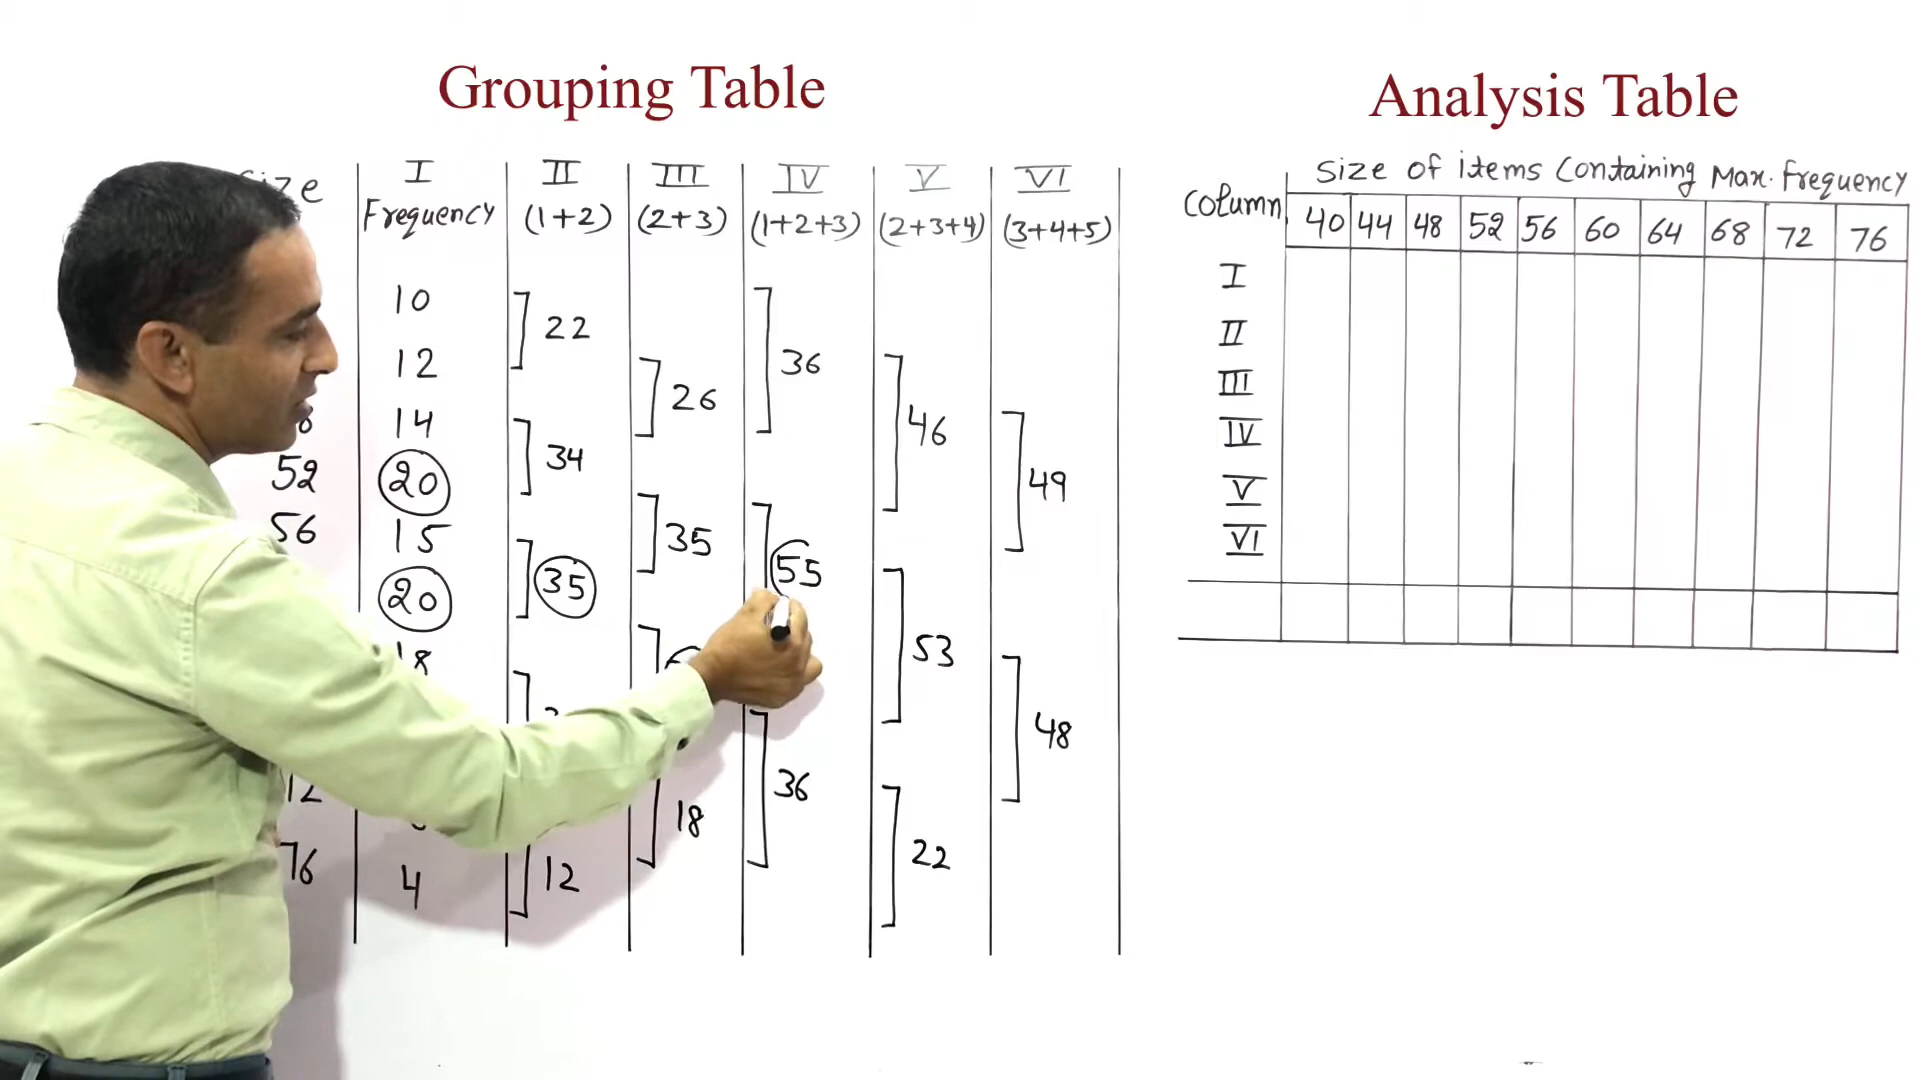 Grouping Table
Analysis Table
I II III IV V VI
Frequency (1+2) (2+3) (1+2+3) (2+3+4) (3+4+5)
10
22
12
36
26
14
46
34
52 20
49
56 15
35
55
20 35
53
18
48
36
18
22
76 4 12
Size of items Containing Max. frequency
Column
40 44 48 52 56 60 64 68 72 76
I
II
III
IV
V
VI